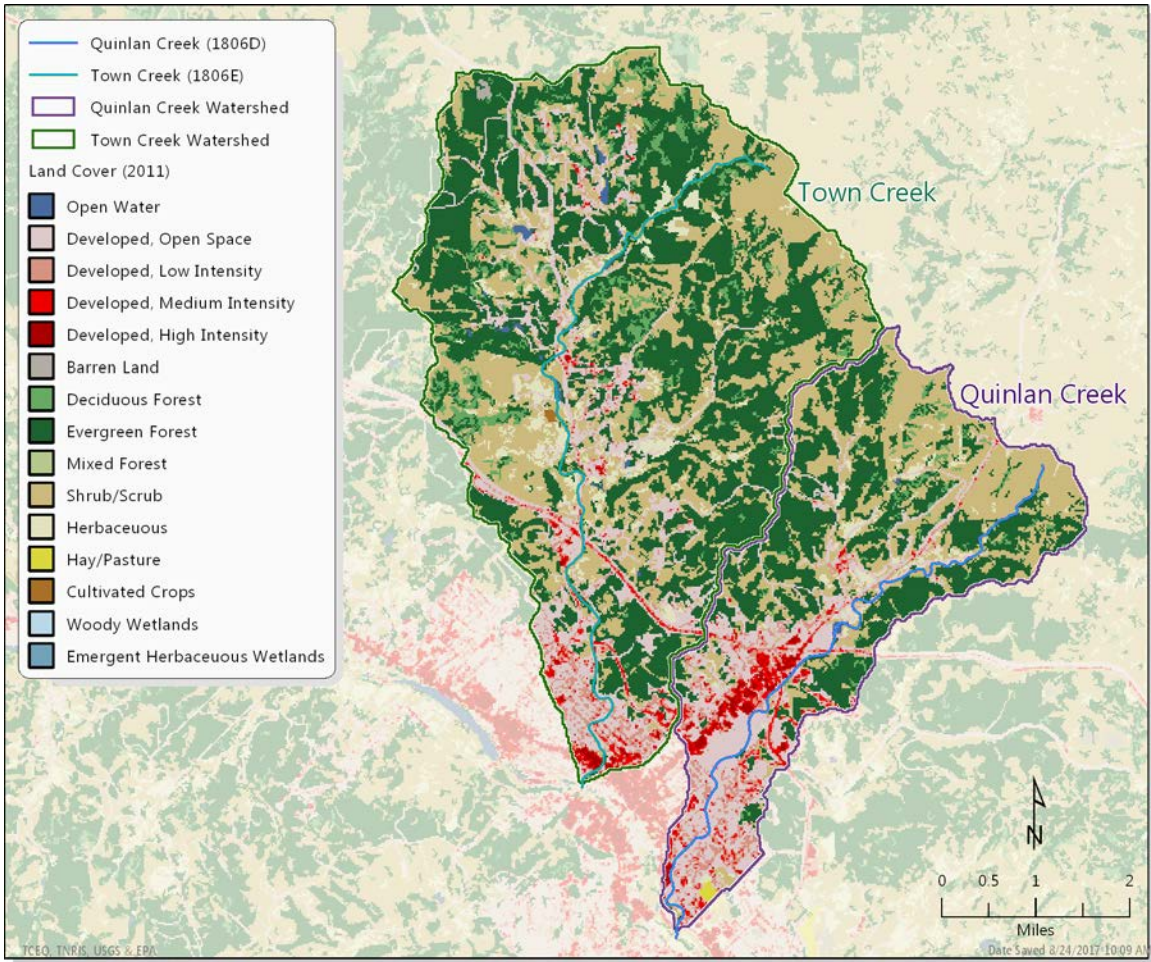 Quinlan Creek (1806D)
Town Creek (1806E)
Quinlan Creek Watershed
Town Creek Watershed
Land Cover (2011)
Open Water
Developed, Open Space
Developed, Low Intensity
Developed, Medium Intensity
Developed, High Intensity
Barren Land
Deciduous Forest
Evergreen Forest
Mixed Forest
Shrub/Scrub
Herbaceuous
Hay/Pasture
Cultivated Crops
Woody Wetlands
Emergent Herbaceuous Wetlands
Town Creek
Quinlan Creek
N
0 0.5 1 2
Miles
TCEQ, TNRIS, USGS & EPA
Date Saved 8/24/2017 10:09 AM